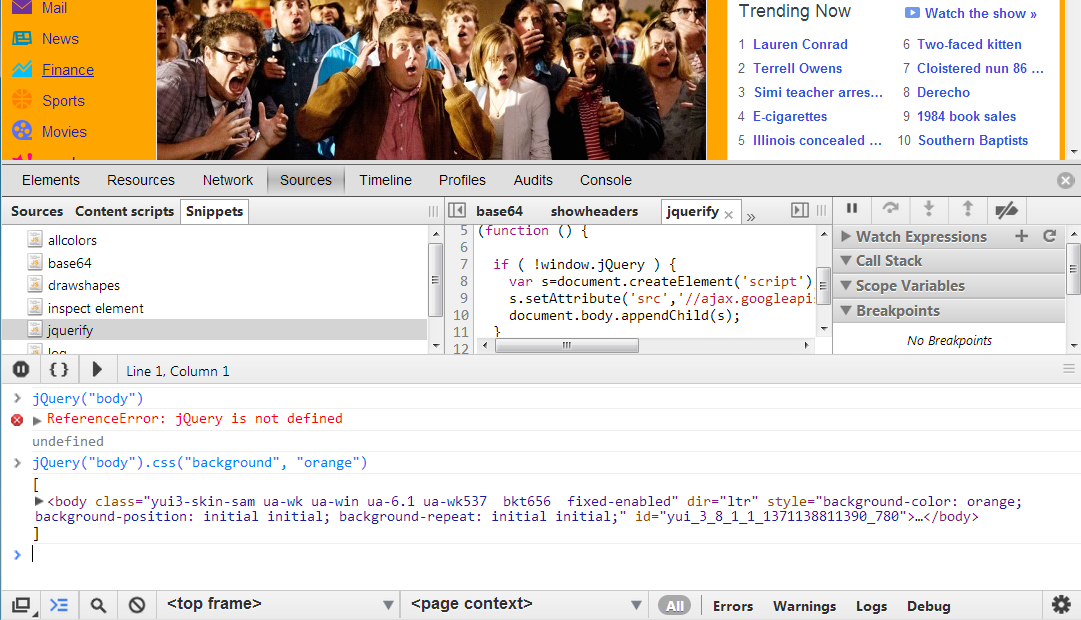 Mail
News
Finance
Sports
Movies
Trending Now
Watch the show »
1 Lauren Conrad
2 Terrell Owens
3 Simi teacher arres...
4 E-cigarettes
5 Illinois concealed ...
6 Two-faced kitten
7 Cloistered nun 86 ...
8 Derecho
9 1984 book sales
10 Southern Baptists
Elements Resources Network Sources Timeline Profiles Audits Console
Sources Content scripts Snippets
allcolors
base64
drawshapes
inspect element
jquerify
log
base64 showheaders jquerify × »
5 (function () {
6
7 if ( !window.jQuery ) {
8 var s=document.createElement('script')
9 s.setAttribute('src','//ajax.googleapis
10 document.body.appendChild(s);
11 }
12
Watch Expressions
Call Stack
Scope Variables
Breakpoints
No Breakpoints
{ } Line 1, Column 1
> jQuery("body")
ReferenceError: jQuery is not defined
undefined
> jQuery("body").css("background", "orange")
[
<body class="yui3-skin-sam ua-wk ua-win ua-6.1 ua-wk537  bkt656  fixed-enabled" dir="ltr" style="background-color: orange;
background-position: initial initial; background-repeat: initial initial;" id="yui_3_8_1_1_1371138811390_780">…</body>
]
>
<top frame> <page context> All Errors Warnings Logs Debug